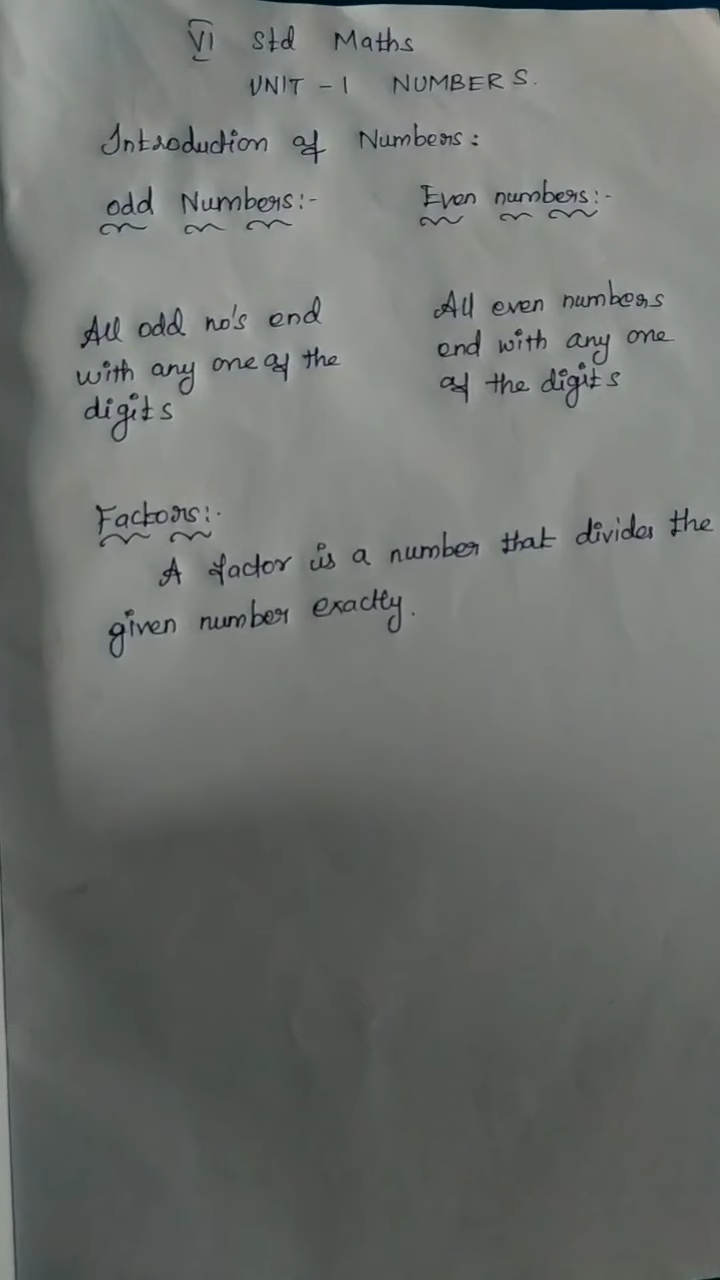 VI Std Maths
UNIT - 1 NUMBERS.
Introduction of Numbers:
odd Numbers:-
All odd no's end
with any one of the
digits
Even numbers:-
All even numbers
end with any one
of the digits
Factors:-
A factor is a number that divides the
given number exactly.